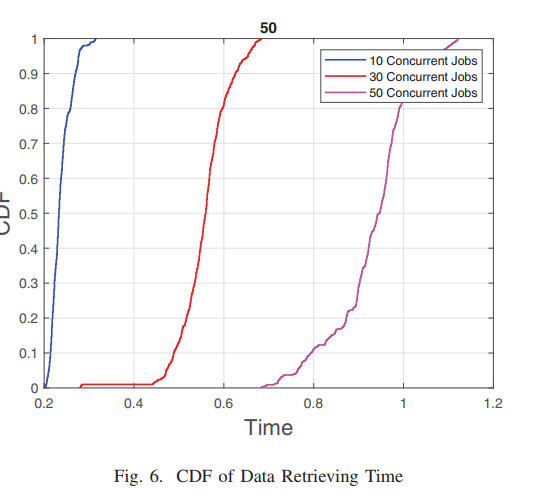 50
1
0.9
0.8
0.7
0.6
0.5
0.4
0.3
0.2
0.1
0
CDF
10 Concurrent Jobs
30 Concurrent Jobs
50 Concurrent Jobs
0.2 0.4 0.6 0.8 1 1.2
Time
Fig. 6. CDF of Data Retrieving Time